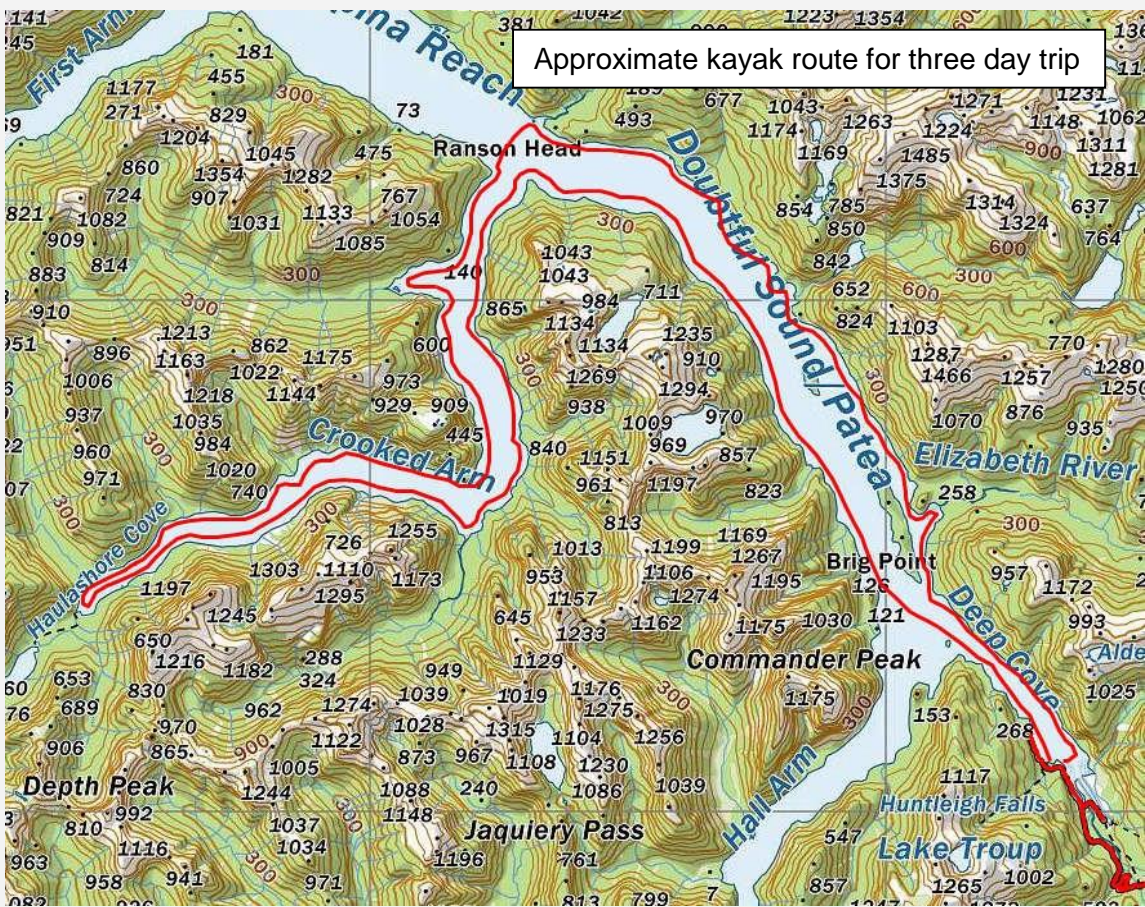 Approximate kayak route for three day trip
First Arm
Reach
Ranson Head
Doubtful Sound/Patea
Crooked Arm
Haulashore Cove
Elizabeth River
Brig Point
Deep Cove
Commander Peak
Depth Peak
Hall Arm
Jaquiery Pass
Huntleigh Falls
Lake Troup
381 1042 1223 1354
181 455 1177 271 829 300 1204 1045 1354 1282 860 907 724 1082 1031 1133 1085
73 475 767 1054 493 677
1043 1174 1263 1271 1224 1148 1062 1169 1485 900 1311 1281 1375 1314 1324 637 764 600
854 785 850 842 652 824 600 300
909 814 883 910 300 140 865 600
300 1043 1043 984 711 1134 1134 1235 910 1269 1294 938 1009 970 969 857
896 1213 1163 862 1175 1022 1218 1144 973 929 909 445 1006 937 1035 984 960 971 1020 740 300
1103 1287 1466 1257 770 1280 1070 876 935 300
840 1151 961 1197 813 823 258 300
726 1255 1303 1110 1173 1295 1197 1245 650 1216 1182 288 324
1013 1199 1169 1106 1267 953 1157 1274 1195 645 1233 1162 1175 1030 126 121
957 1172 993 1025
653 689 830 970 865 962 1274 1122 906 900 1005 1244
949 1039 1028 873 967 1019 1315 1129 1176 1275 1104 1256 1108 1230 1086 1039 300
1175 300 153 268 1117
992 810 1116 963 958 941 1037 1034 971 300
1088 1148 240 1196 761 813 799 7
547 857 1265 1002